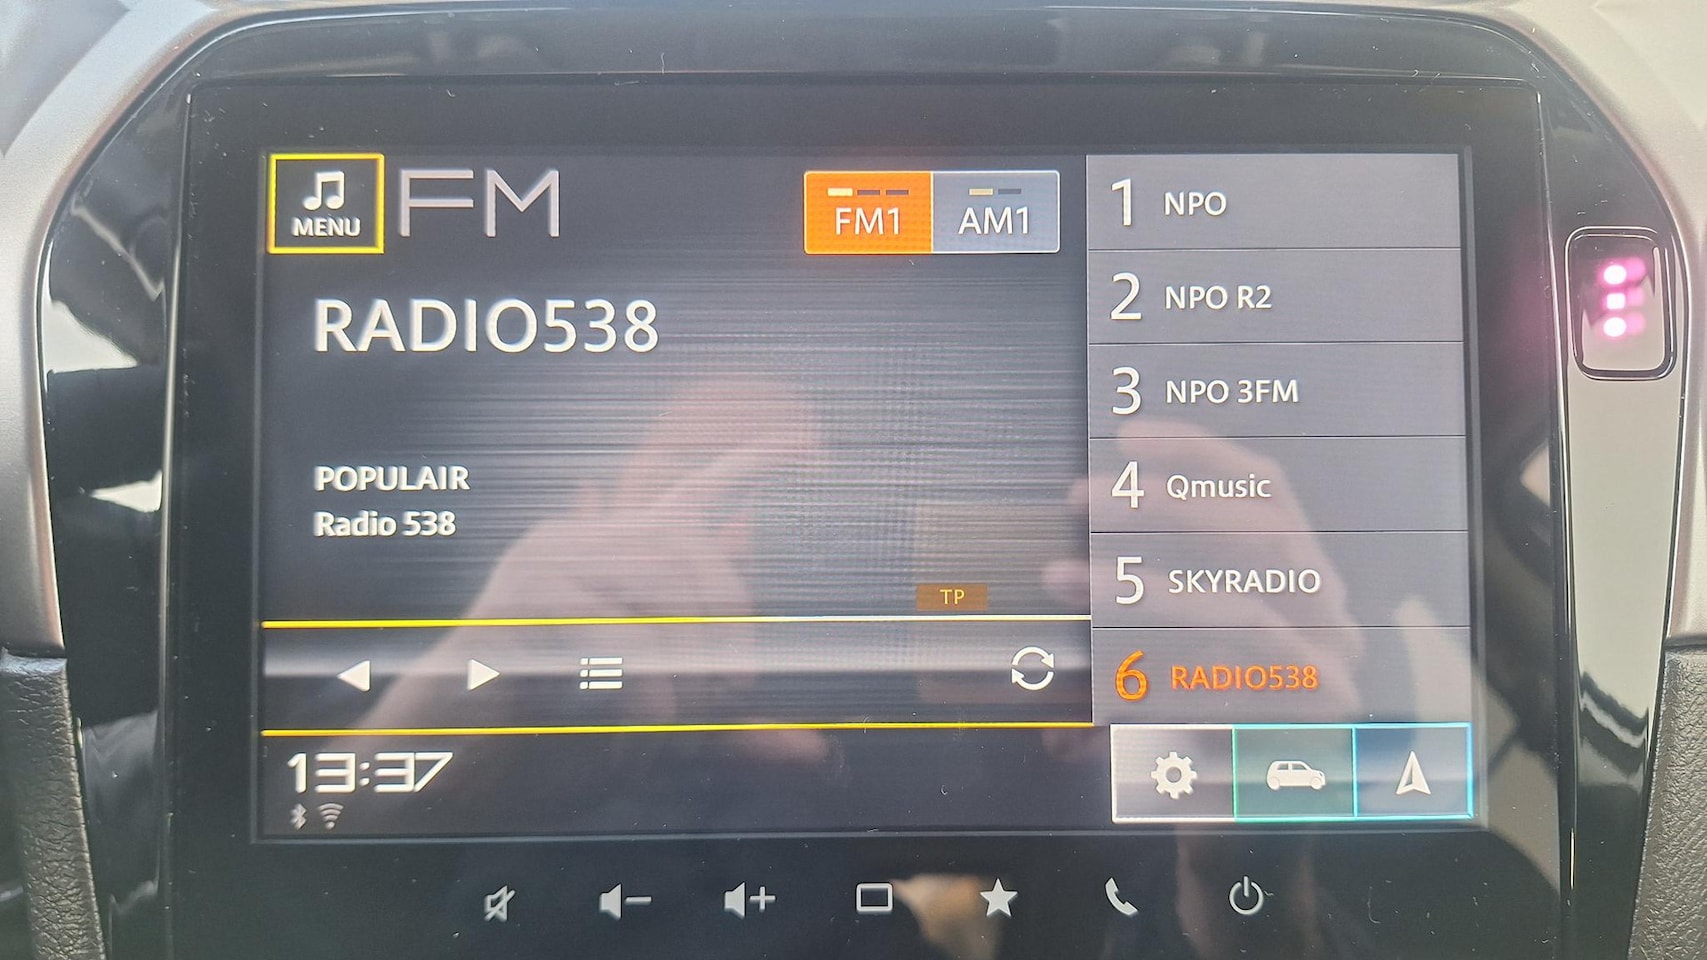 MENU
FM
FM1
AM1
RADIO538
POPULAIR
Radio 538
TP
13:37
1 NPO
2 NPO R2
3 NPO 3FM
4 Qmusic
5 SKYRADIO
6 RADIO538